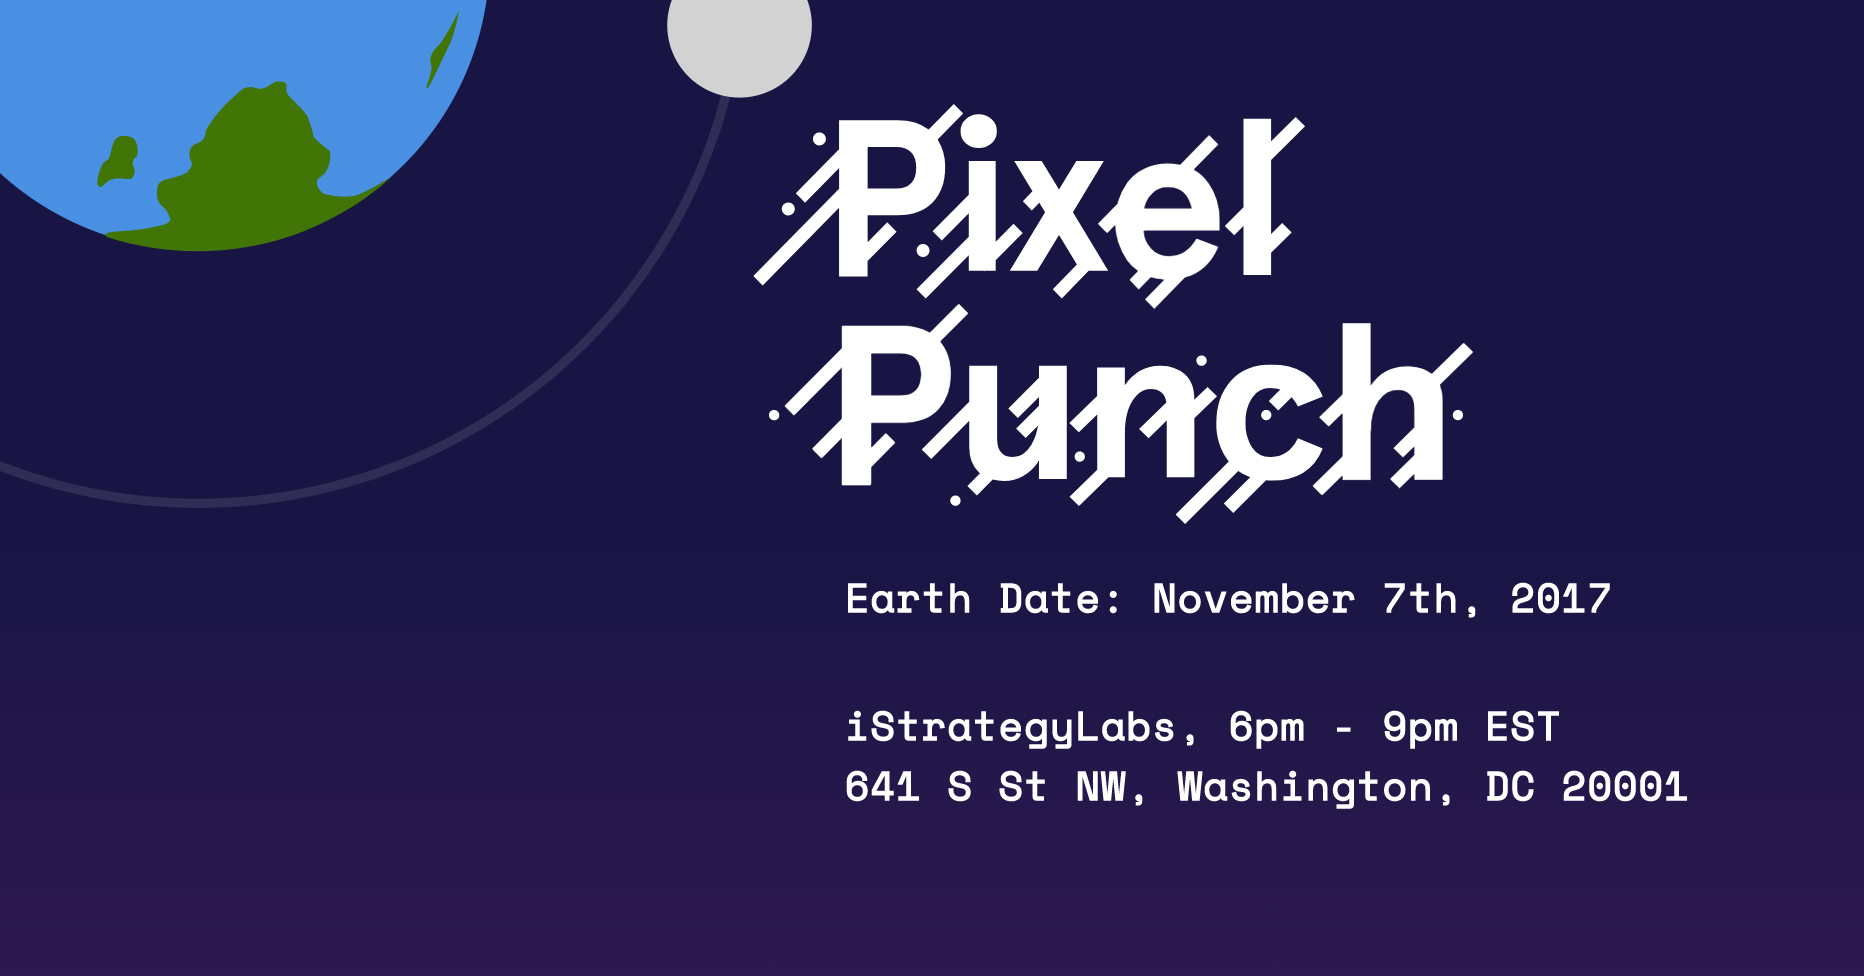 Pixel
Punch
Earth Date: November 7th, 2017
iStrategyLabs, 6pm - 9pm EST
641 S St NW, Washington, DC 20001